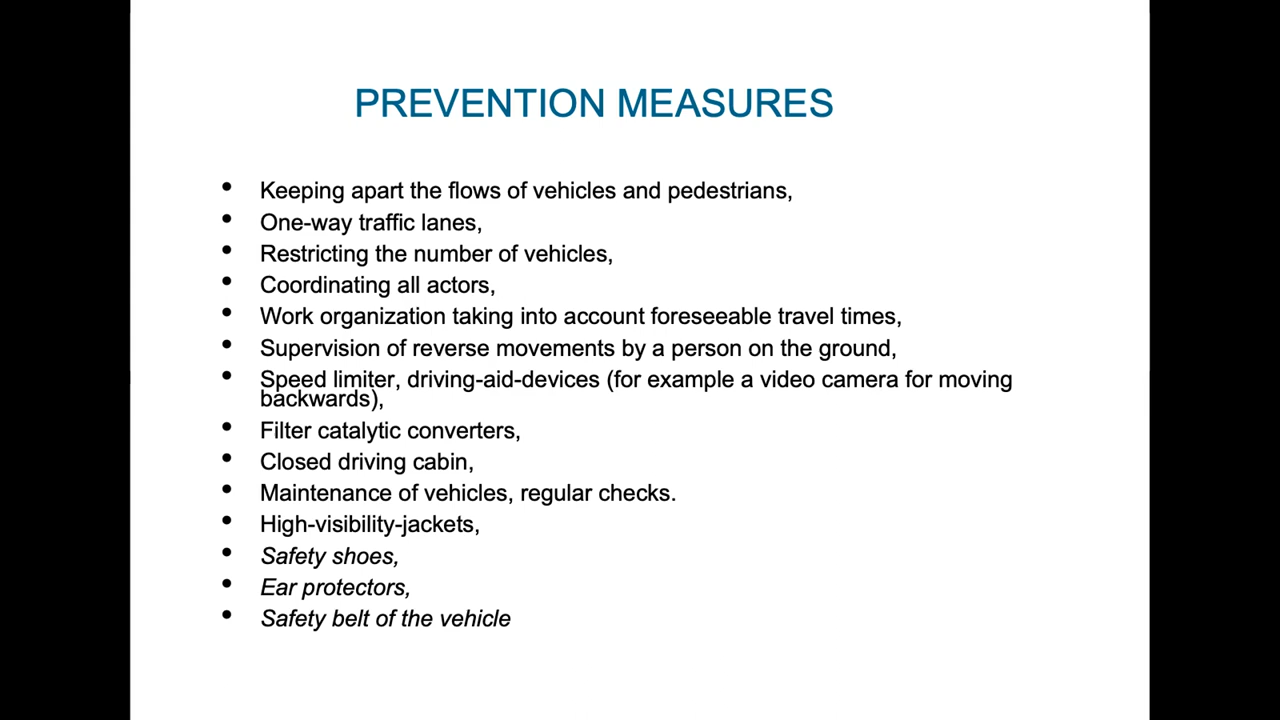 PREVENTION MEASURES
• Keeping apart the flows of vehicles and pedestrians,
• One-way traffic lanes,
• Restricting the number of vehicles,
• Coordinating all actors,
• Work organization taking into account foreseeable travel times,
• Supervision of reverse movements by a person on the ground,
• Speed limiter, driving-aid-devices (for example a video camera for moving
backwards),
• Filter catalytic converters,
• Closed driving cabin,
• Maintenance of vehicles, regular checks.
• High-visibility-jackets,
• Safety shoes,
• Ear protectors,
• Safety belt of the vehicle